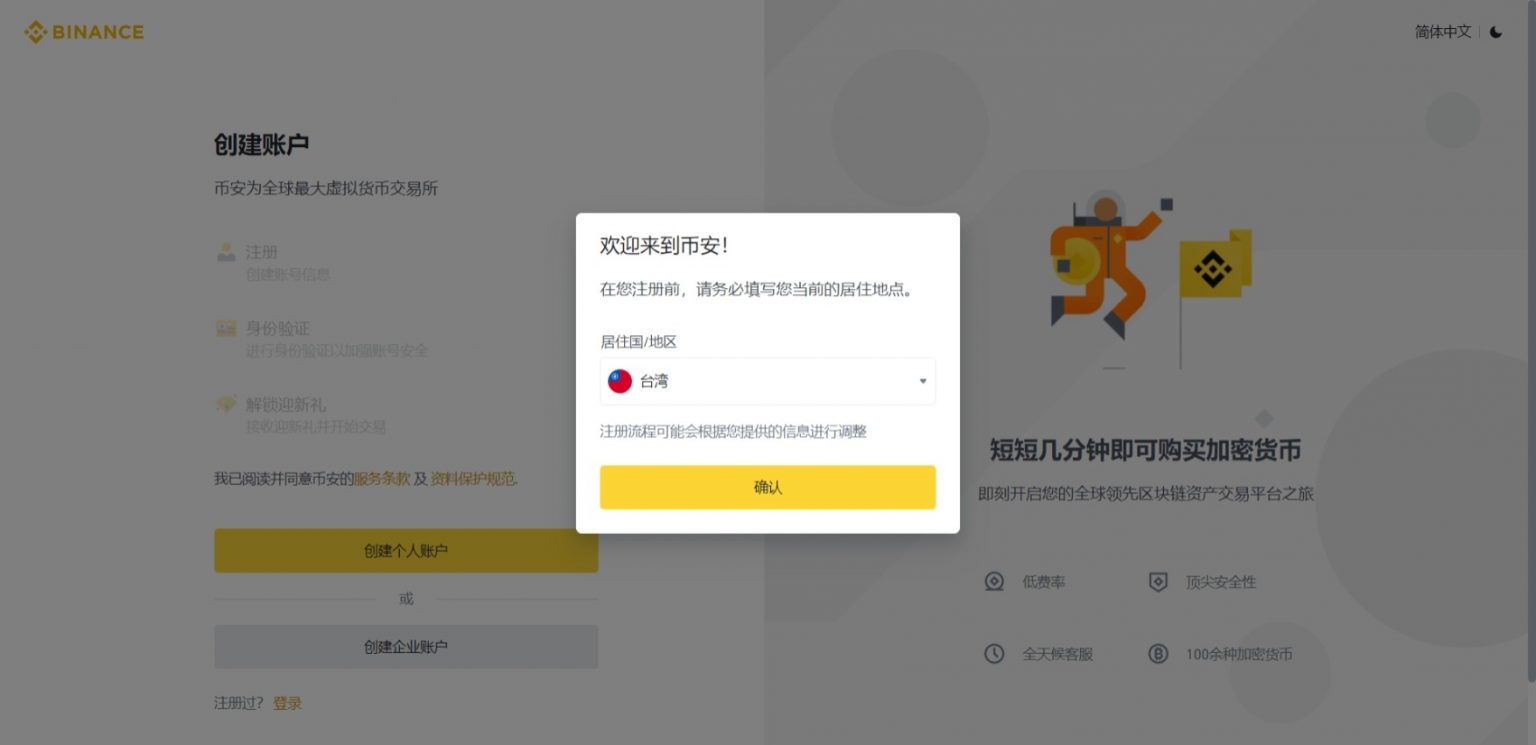 BINANCE
简体中文
创建账户
币安为全球最大虚拟货币交易所
注册
创建账号信息
身份验证
进行身份验证以加强账号安全
解锁迎新礼
接收迎新礼并开始交易
我已阅读并同意币安的服务条款 及 资料保护规范.
创建个人账户
或
创建企业账户
注册过? 登录
欢迎来到币安!
在您注册前，请务必填写您当前的居住地点。
居住国/地区
台湾
注册流程可能会根据您提供的信息进行调整
确认
短短几分钟即可购买加密货币
即刻开启您的全球领先区块链资产交易平台之旅
低费率
顶尖安全性
全天候客服
100余种加密货币